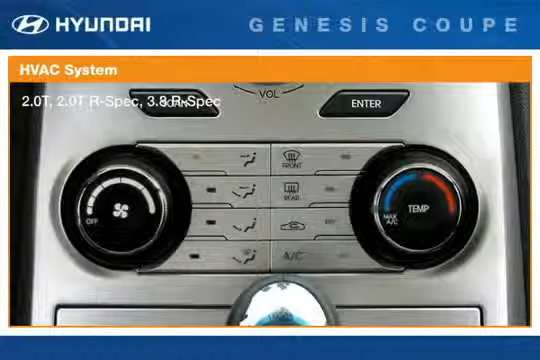 HYUNDAI
GENESIS COUPE
HVAC System
2.0T, 2.0T R-Spec, 3.8 R-Spec
VOL
ENTER
FRONT
REAR
OFF
MAX
A/C
TEMP
A/C